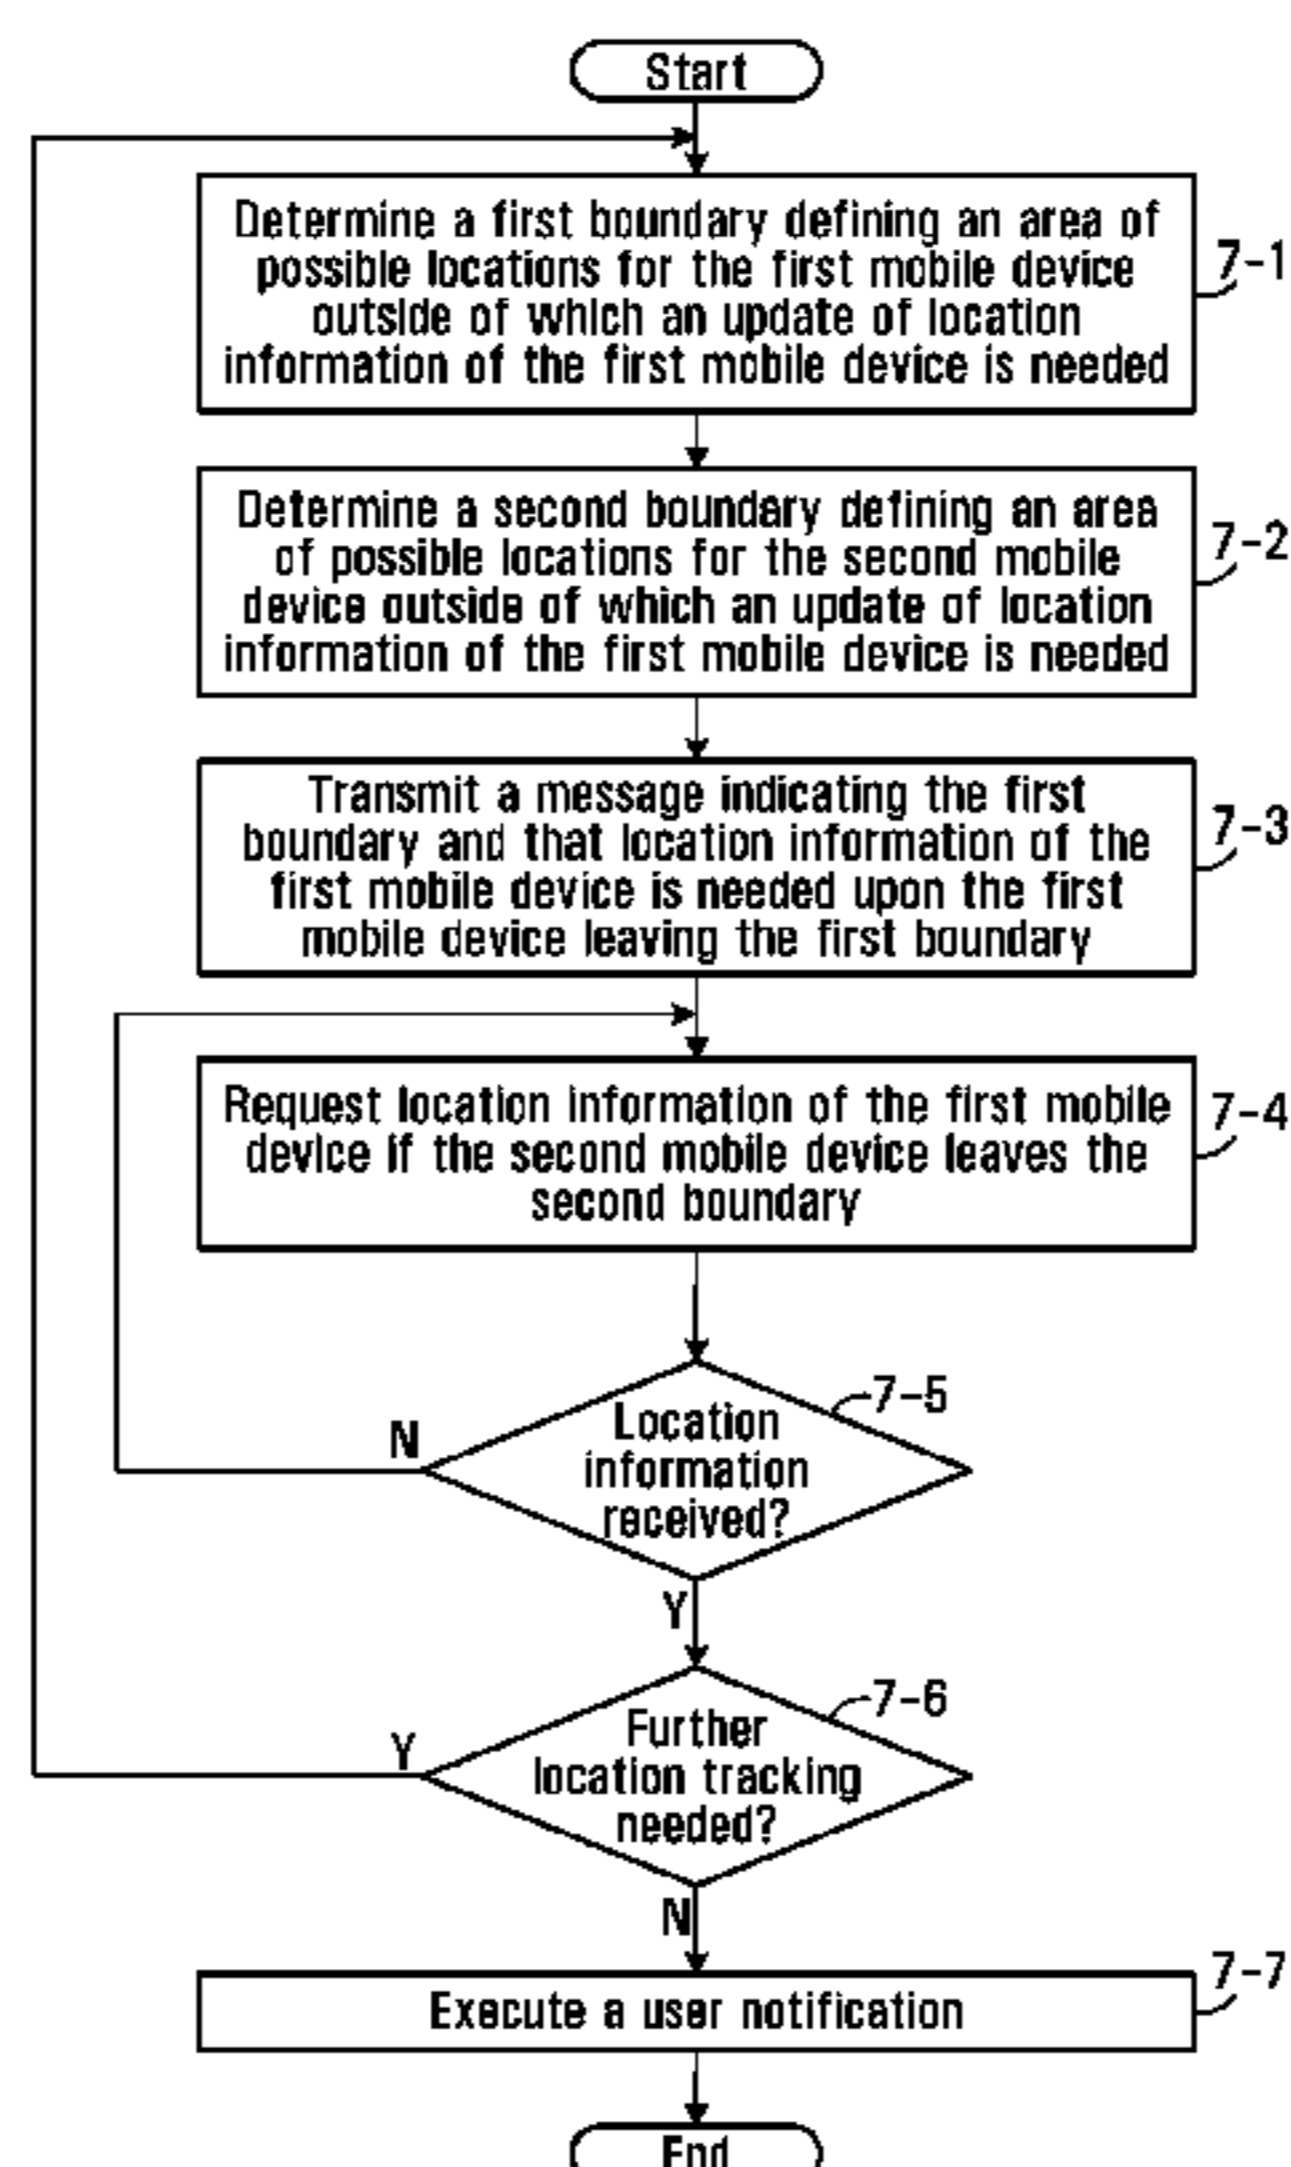 Start
Determine a first boundary defining an area of
possible locations for the first mobile device
outside of which an update of location
information of the first mobile device is needed
7-1
Determine a second boundary defining an area
of possible locations for the second mobile
device outside of which an update of location
information of the first mobile device is needed
7-2
Transmit a message indicating the first
boundary and that location information of the
first mobile device is needed upon the first
mobile device leaving the first boundary
7-3
Request location information of the first mobile
device if the second mobile device leaves the
second boundary
7-4
Location
information
received?
7-5
N
Y
Further
location tracking
needed?
7-6
Y
N
Execute a user notification
7-7
End